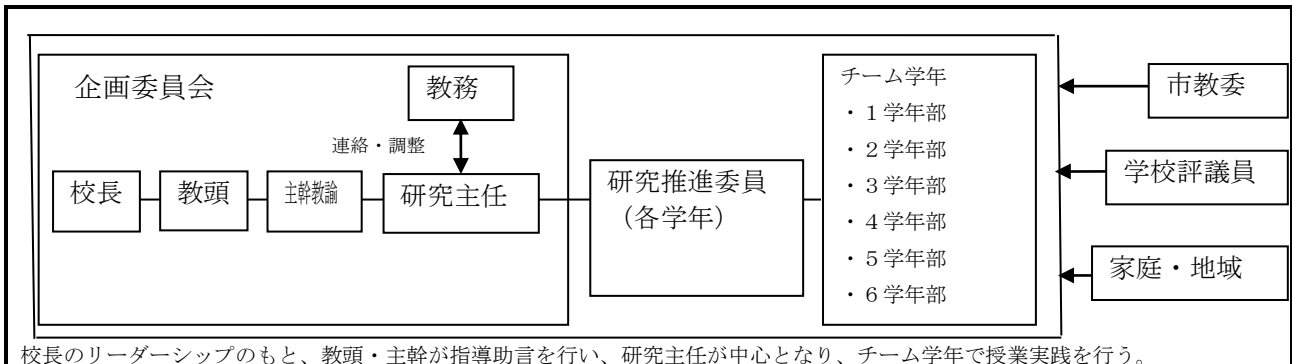 企画委員会
教務
連絡・調整
校長
教頭
主幹教諭
研究主任
研究推進委員
（各学年）
チーム学年
・１学年部
・２学年部
・３学年部
・４学年部
・５学年部
・６学年部
市教委
学校評議員
家庭・地域
校長のリーダーシップのもと、教頭・主幹が指導助言を行い、研究主任が中心となり、チーム学年で授業実践を行う。